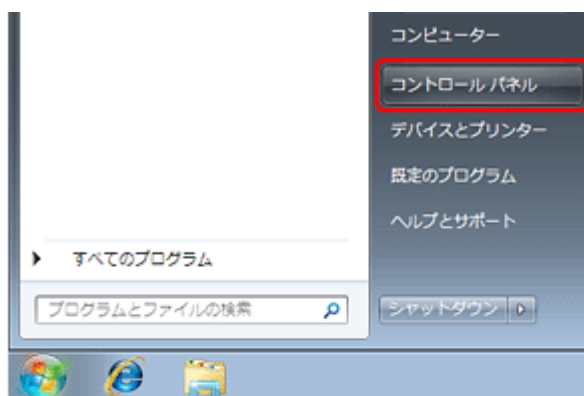 コンピューター
コントロール パネル
デバイスとプリンター
既定のプログラム
ヘルプとサポート
すべてのプログラム
プログラムとファイルの検索
シャットダウン